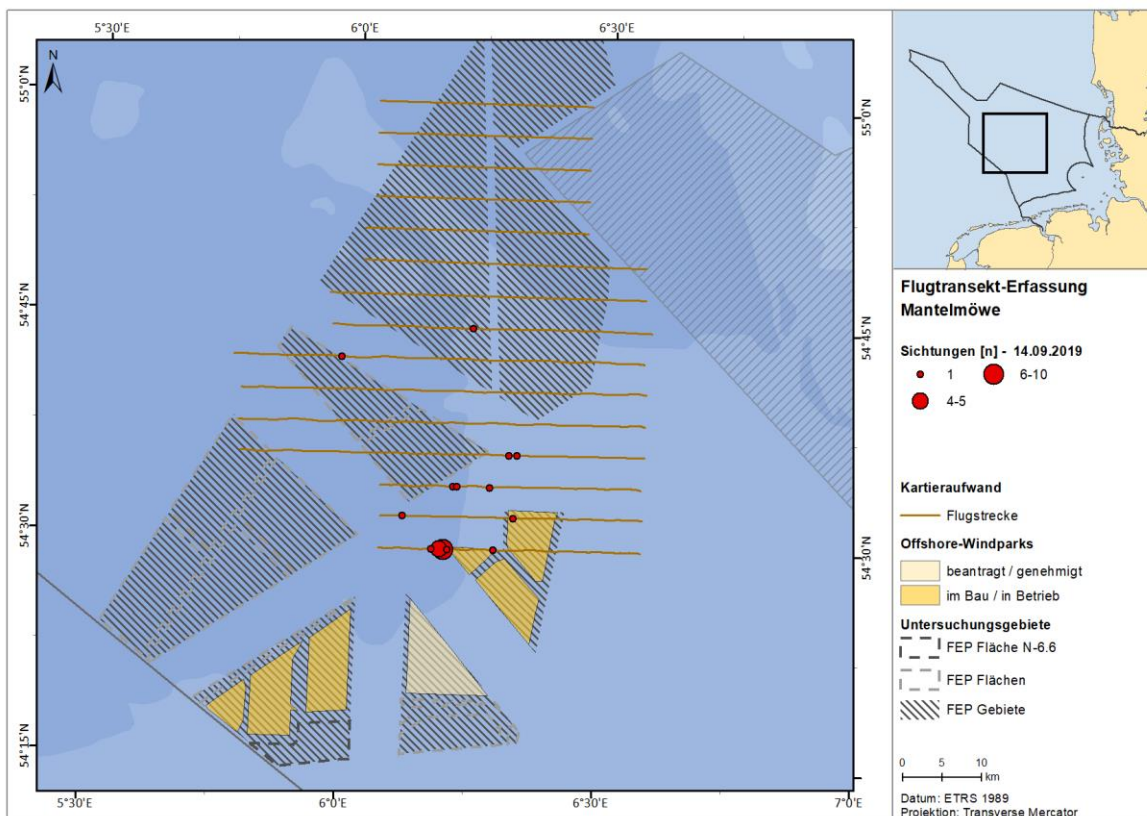 5°30'E
6°0'E
6°30'E
N
55°0'N
55°0'N
54°45'N
54°45'N
54°30'N
54°30'N
54°15'N
5°30'E
6°0'E
6°30'E
7°0'E
Flugtransekt-Erfassung
Mantelmöwe
Sichtungen [n] - 14.09.2019
1
6-10
4-5
Kartieraufwand
Flugstrecke
Offshore-Windparks
beantragt / genehmigt
im Bau / in Betrieb
Untersuchungsgebiete
FEP Fläche N-6.6
FEP Flächen
FEP Gebiete
0 5 10
km
Datum: ETRS 1989
Projektion: Transverse Mercator